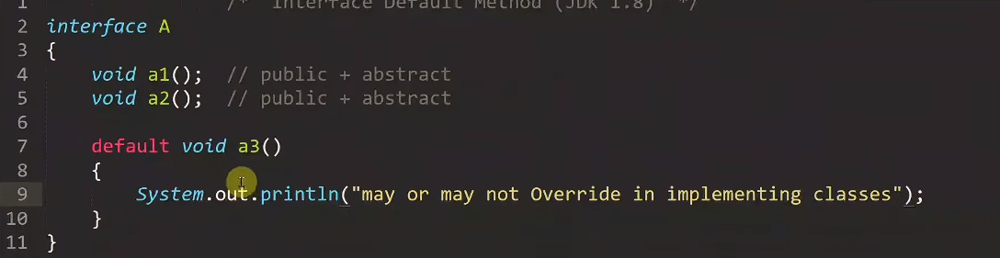 1 /* Interface Default Method (JDK 1.8) */
2 interface A
3 {
4 void a1(); // public + abstract
5 void a2(); // public + abstract
6
7 default void a3()
8 {
9 System.out.println("may or may not Override in implementing classes");
10 }
11 }